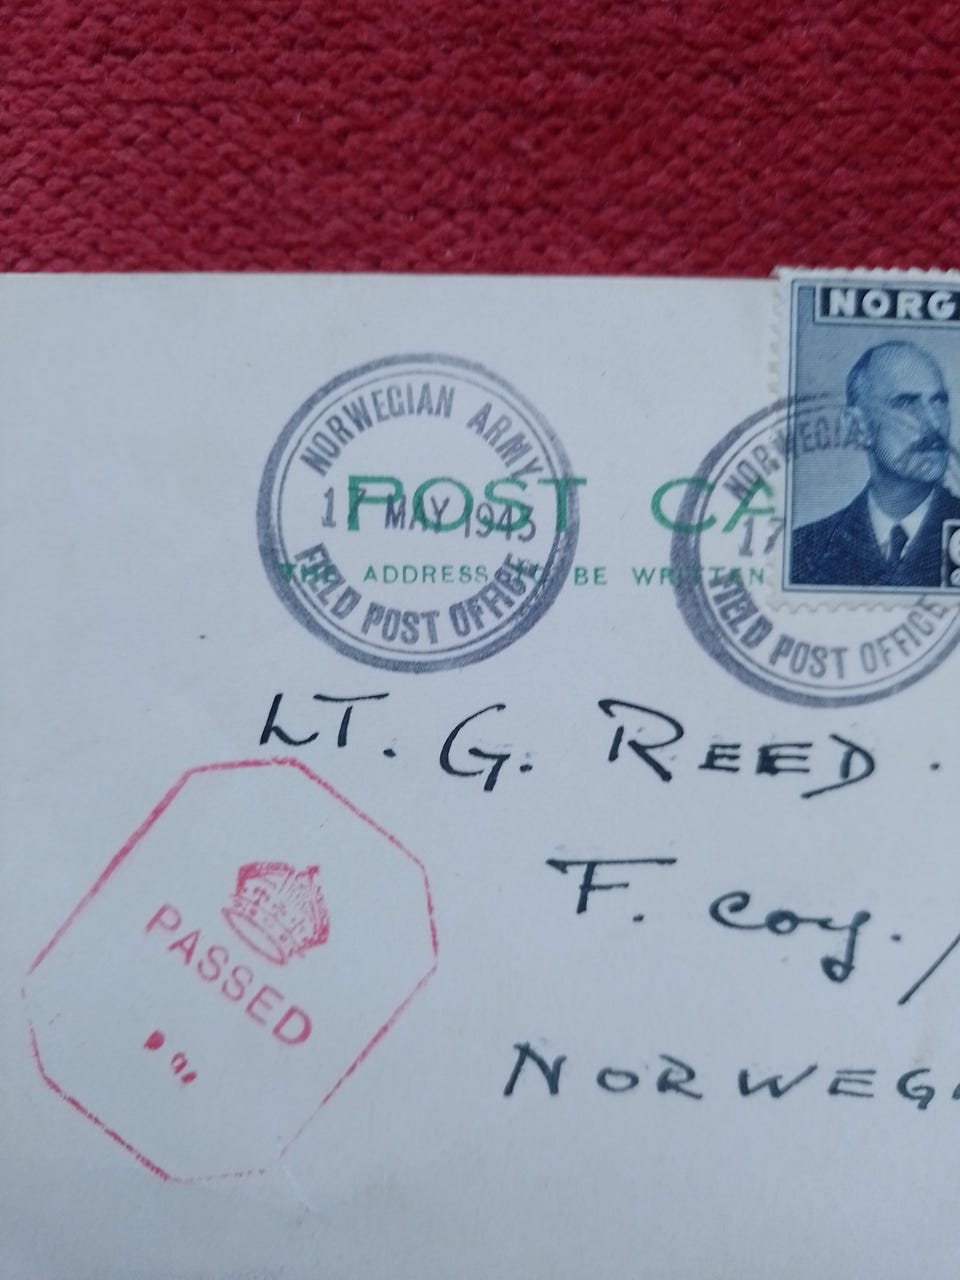 NORG
NORWEGIAN ARMY
17 MAY 1945
FIELD POST OFFICE
NORWEGIA
17
FIELD POST OFFICE
POST CA
THE ADDRESS TO BE WRITTEN
LT. G. REED.
F. Coy. /
NORWEG
PASSED